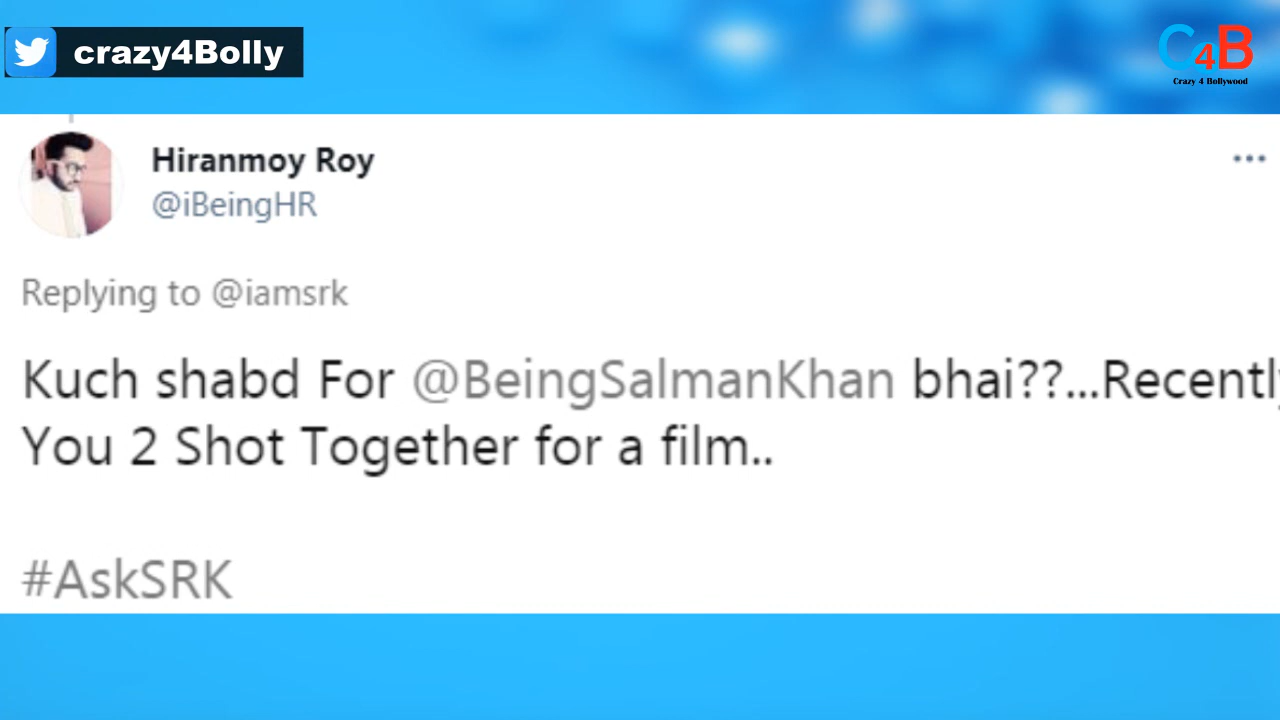 crazy4Bolly
C4B
Crazy 4 Bollywood
Hiranmoy Roy
@iBeingHR
Replying to @iamsrk
Kuch shabd For @BeingSalmanKhan bhai??...Recently
You 2 Shot Together for a film..
#AskSRK